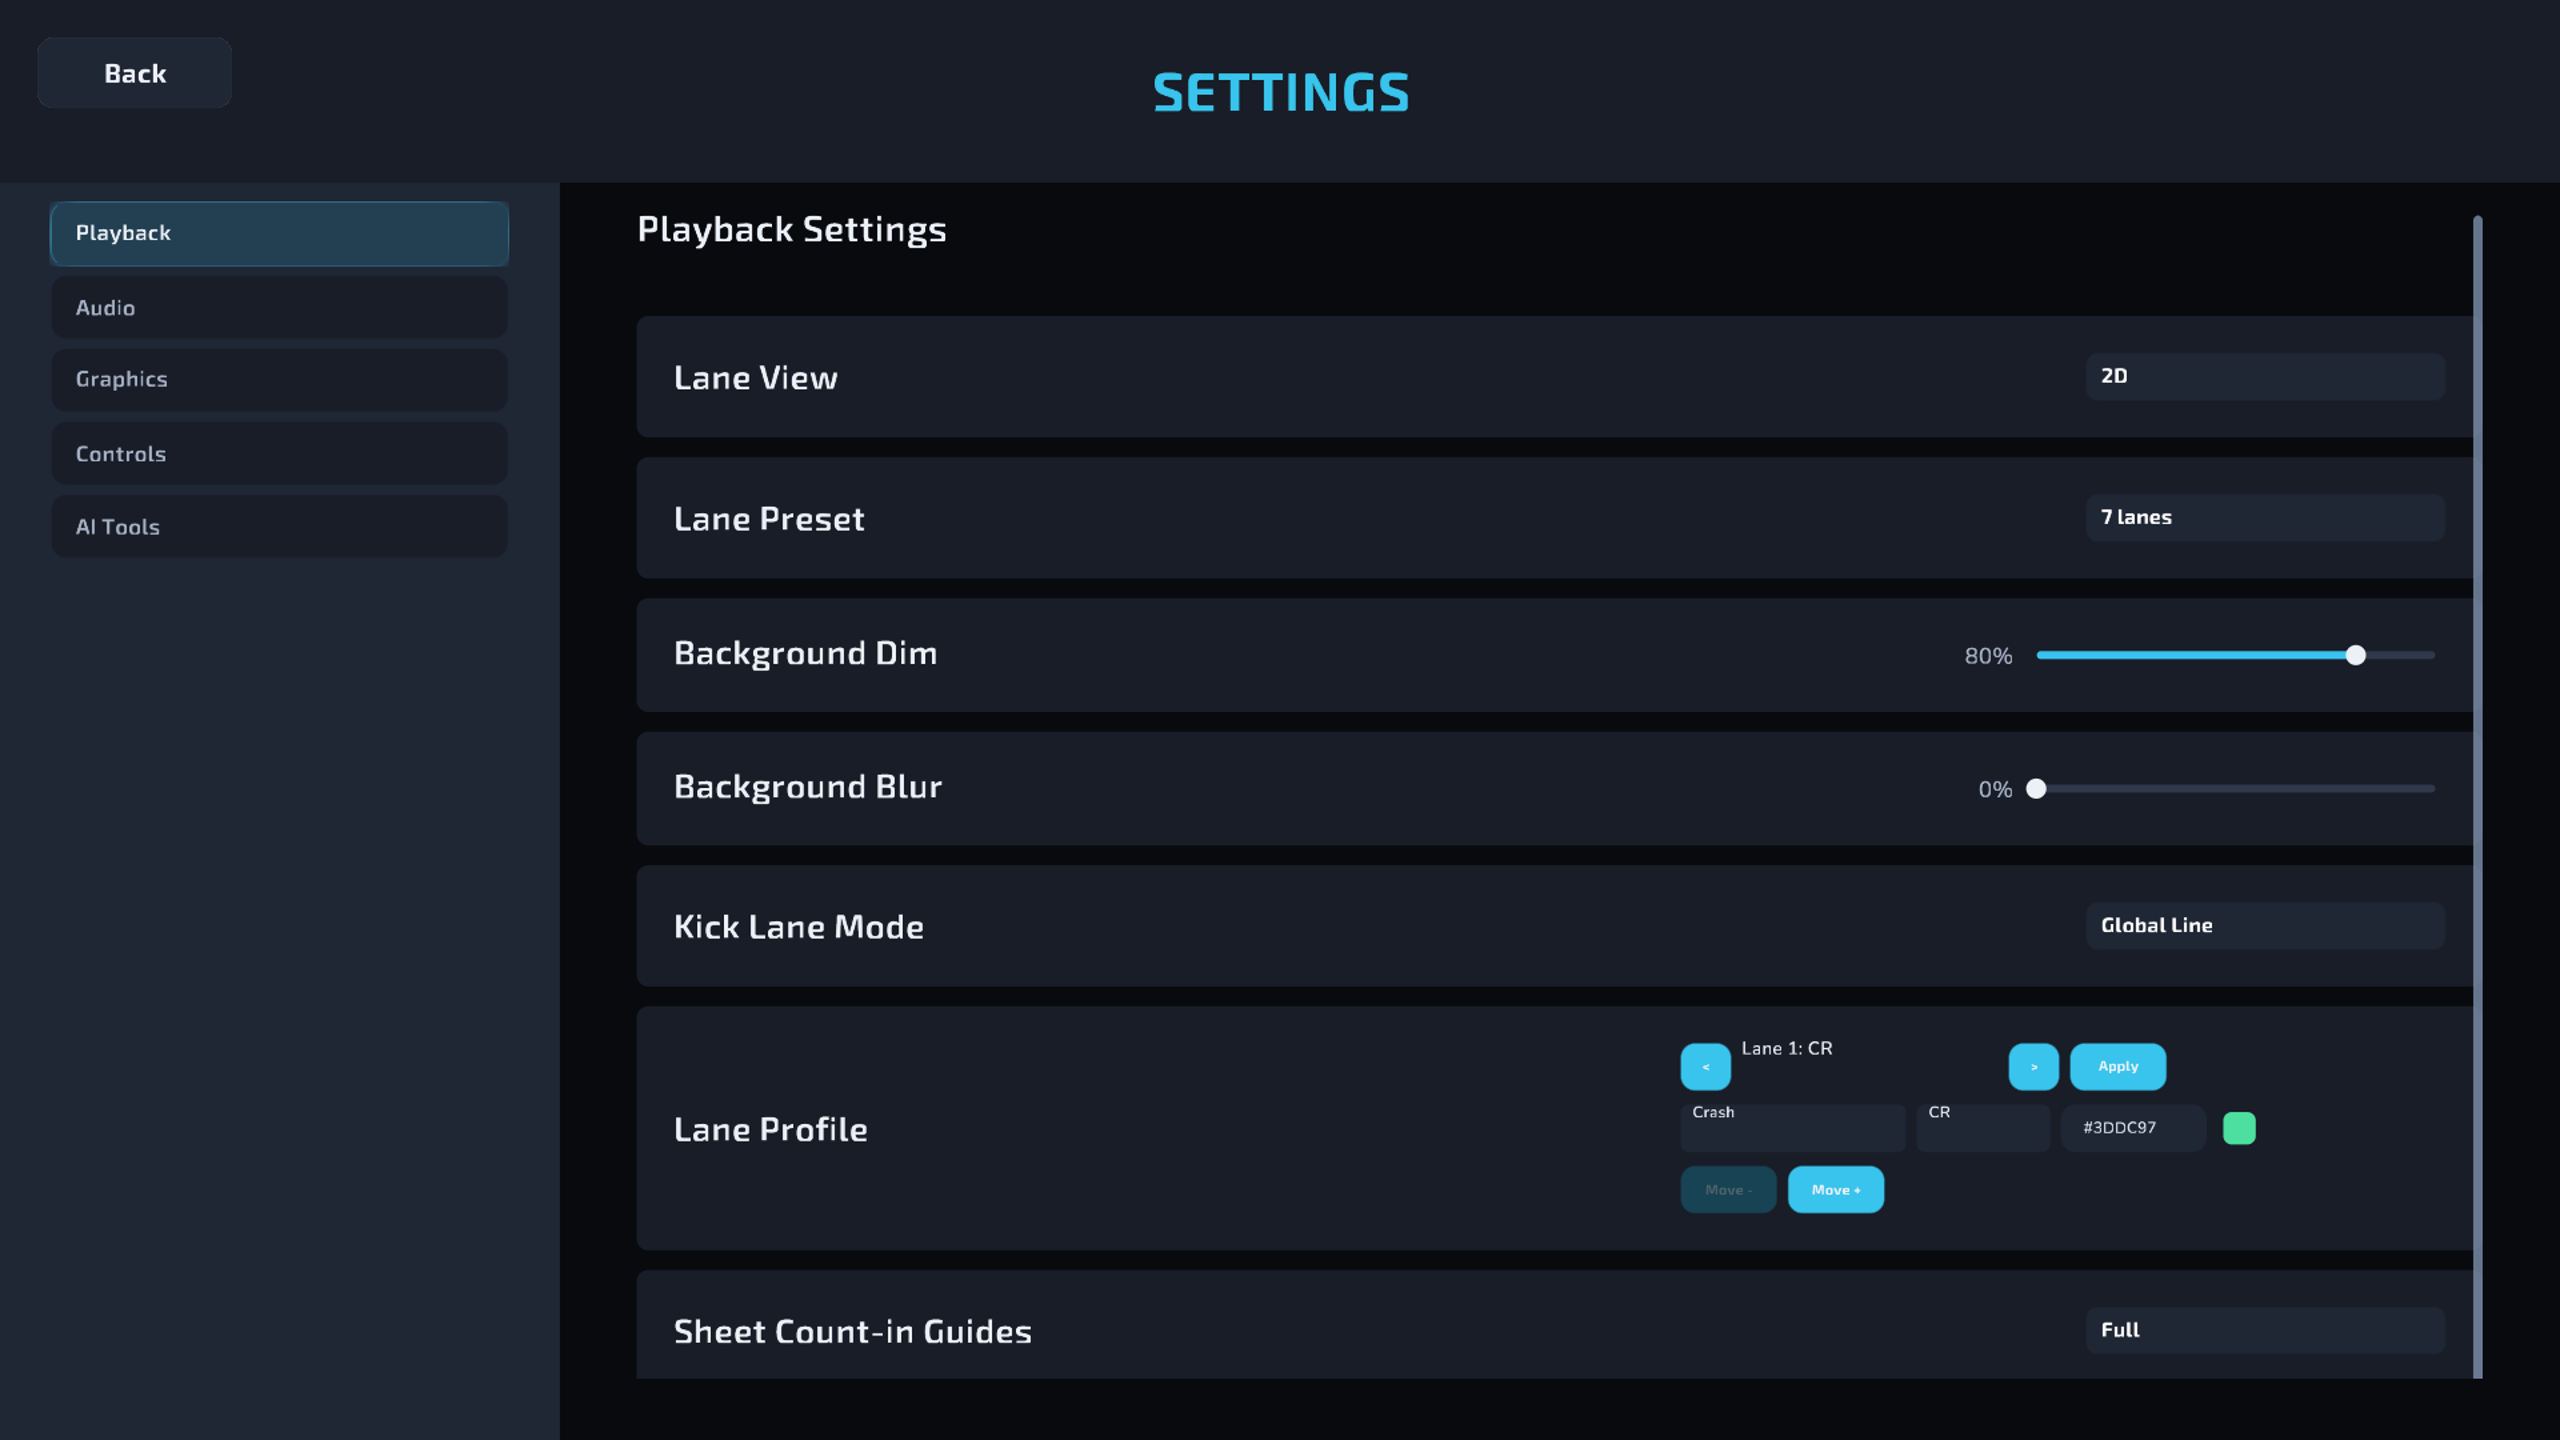 Back
SETTINGS
Playback
Audio
Graphics
Controls
AI Tools
Playback Settings
Lane View
2D
Lane Preset
7 lanes
Background Dim
80%
Background Blur
0%
Kick Lane Mode
Global Line
Lane Profile
<
Lane 1: CR
>
Apply
Crash
CR
#3DDC97
Move -
Move +
Sheet Count-in Guides
Full